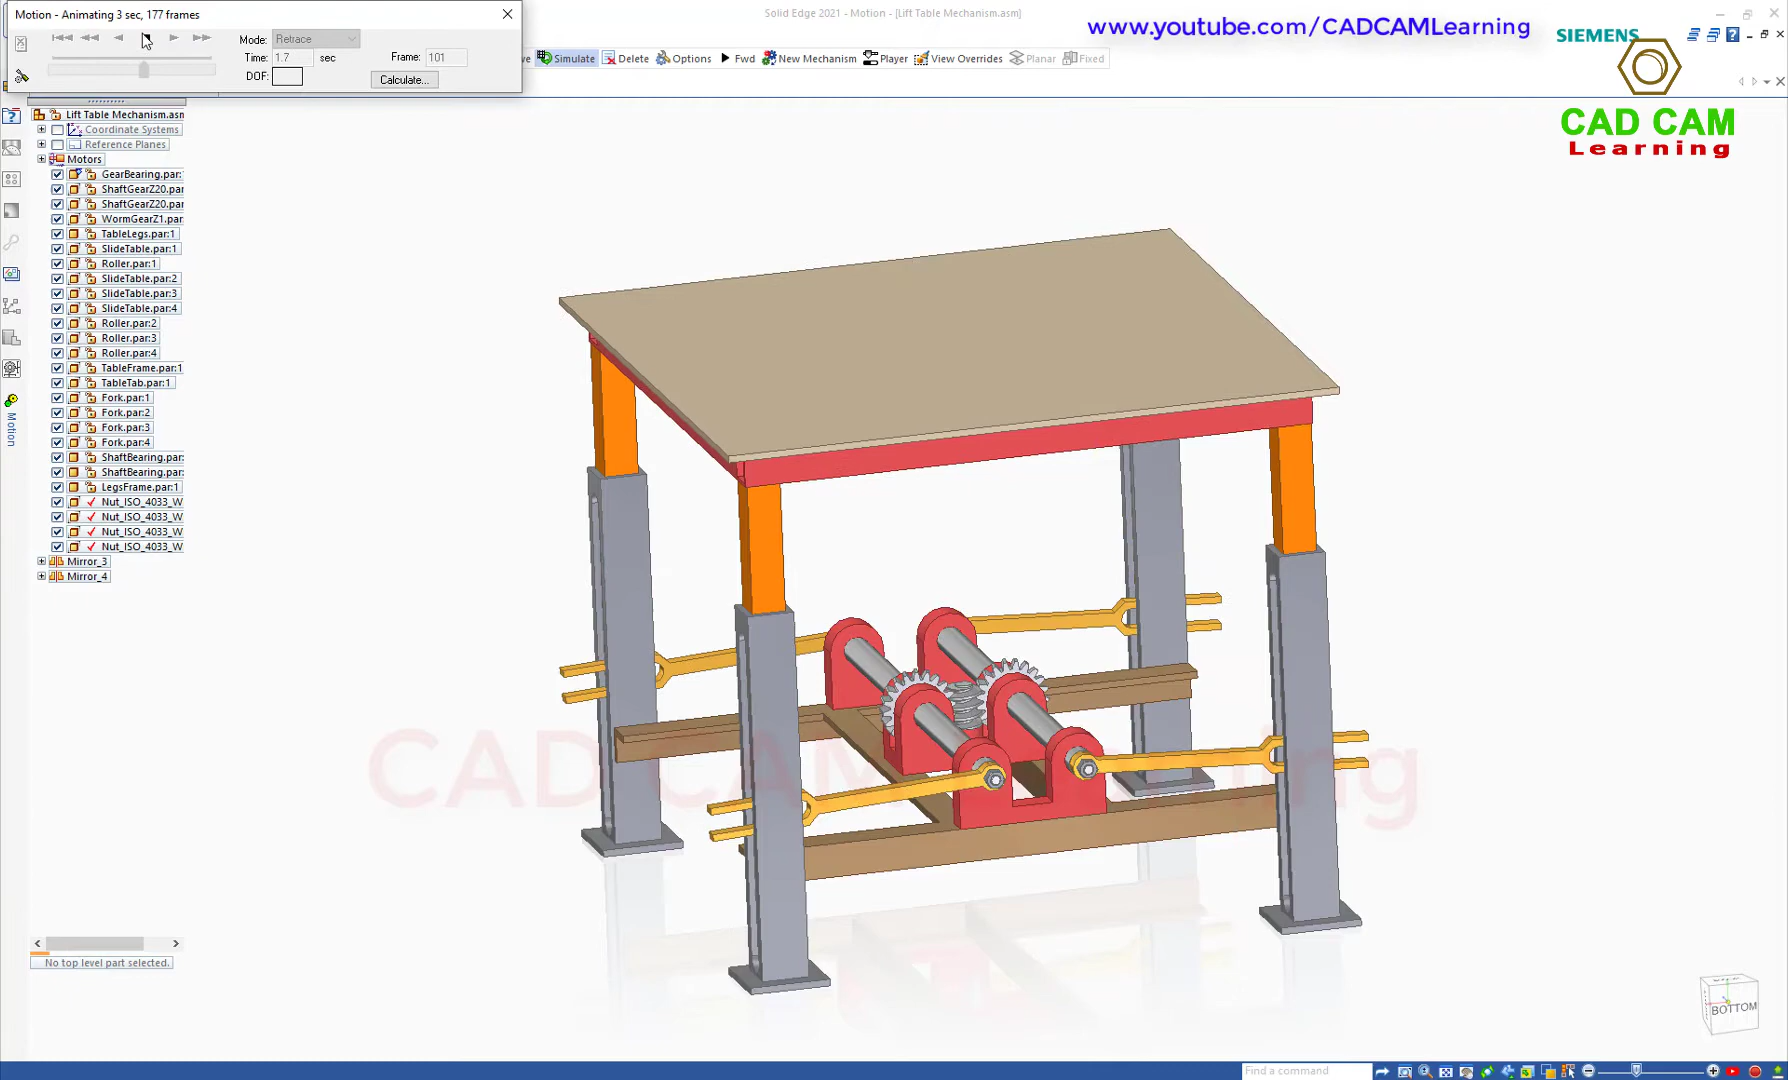 Motion - Animating 3 sec, 177 frames
Mode: Retrace
Time: 1.7 sec Frame: 101
DOF:
Calculate...
Solid Edge 2021 - Motion - [Lift Table Mechanism.asm]
www.youtube.com/CADCAMLearning
SIEMENS
ve Simulate Delete Options Fwd New Mechanism Player View Overrides Planar Fixed
CAD CAM
Learning
Motion
Lift Table Mechanism.asm
Coordinate Systems
Reference Planes
Motors
GearBearing.par:
ShaftGearZ20.par
ShaftGearZ20.par
WormGearZ1.par
TableLegs.par:1
SlideTable.par:1
Roller.par:1
SlideTable.par:2
SlideTable.par:3
SlideTable.par:4
Roller.par:2
Roller.par:3
Roller.par:4
TableFrame.par:1
TableTab.par:1
Fork.par:1
Fork.par:2
Fork.par:3
Fork.par:4
ShaftBearing.par:
ShaftBearing.par:
LegsFrame.par:1
Nut_ISO_4033_W
Nut_ISO_4033_W
Nut_ISO_4033_W
Nut_ISO_4033_W
Mirror_3
Mirror_4
CAD CAM Learning
No top level part selected.
BOTTOM
Find a command